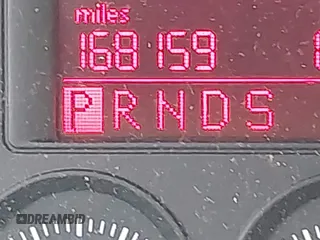 miles
168159
P R N D S
DREAMBID